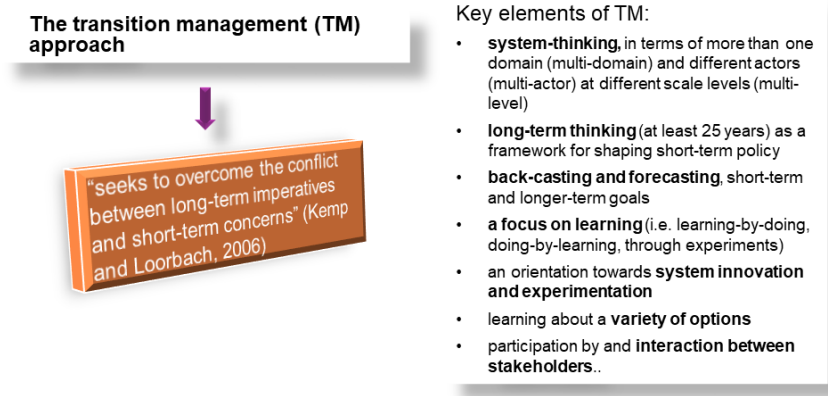 The transition management (TM)
approach
“seeks to overcome the conflict
between long-term imperatives
and short-term concerns” (Kemp
and Loorbach, 2006)
Key elements of TM:
• system-thinking, in terms of more than one
domain (multi-domain) and different actors
(multi-actor) at different scale levels (multi-
level)
• long-term thinking (at least 25 years) as a
framework for shaping short-term policy
• back-casting and forecasting, short-term
and longer-term goals
• a focus on learning (i.e. learning-by-doing,
doing-by-learning, through experiments)
• an orientation towards system innovation
and experimentation
• learning about a variety of options
• participation by and interaction between
stakeholders..